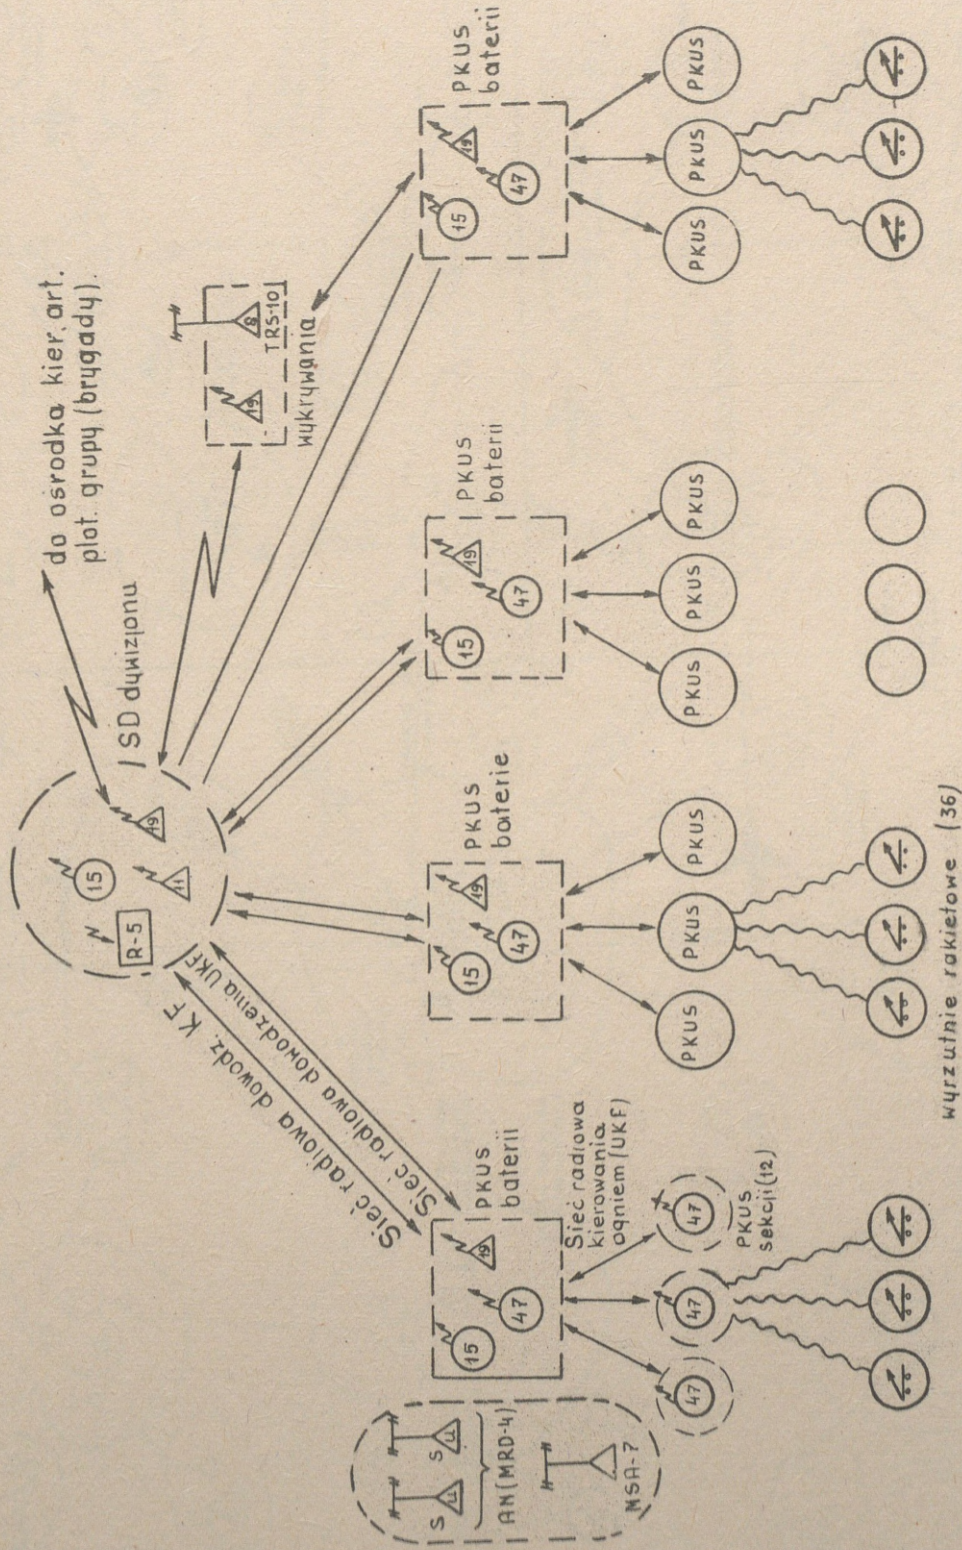 do ośrodka kier. art.
plot. grupy (brygady).
SD dywizjonu
R-5
15
11
19
19
8
TRS-10
wykrywania
Sieć radiowa dowodz. KF
Sieć radiowa dowodzenia UKF
S
S
AN(MRD-4)
MSA-7
PKUS
baterii
15
47
19
PKUS
baterie
15
47
19
PKUS
baterii
15
47
19
PKUS
baterii
15
47
19
Sieć radiowa
kierowania
ogniem (UKF)
47
47
47
PKUS
sekcji (12)
PKUS
PKUS
PKUS
PKUS
PKUS
PKUS
PKUS
PKUS
PKUS
wyrzutnie rakietowe (36)